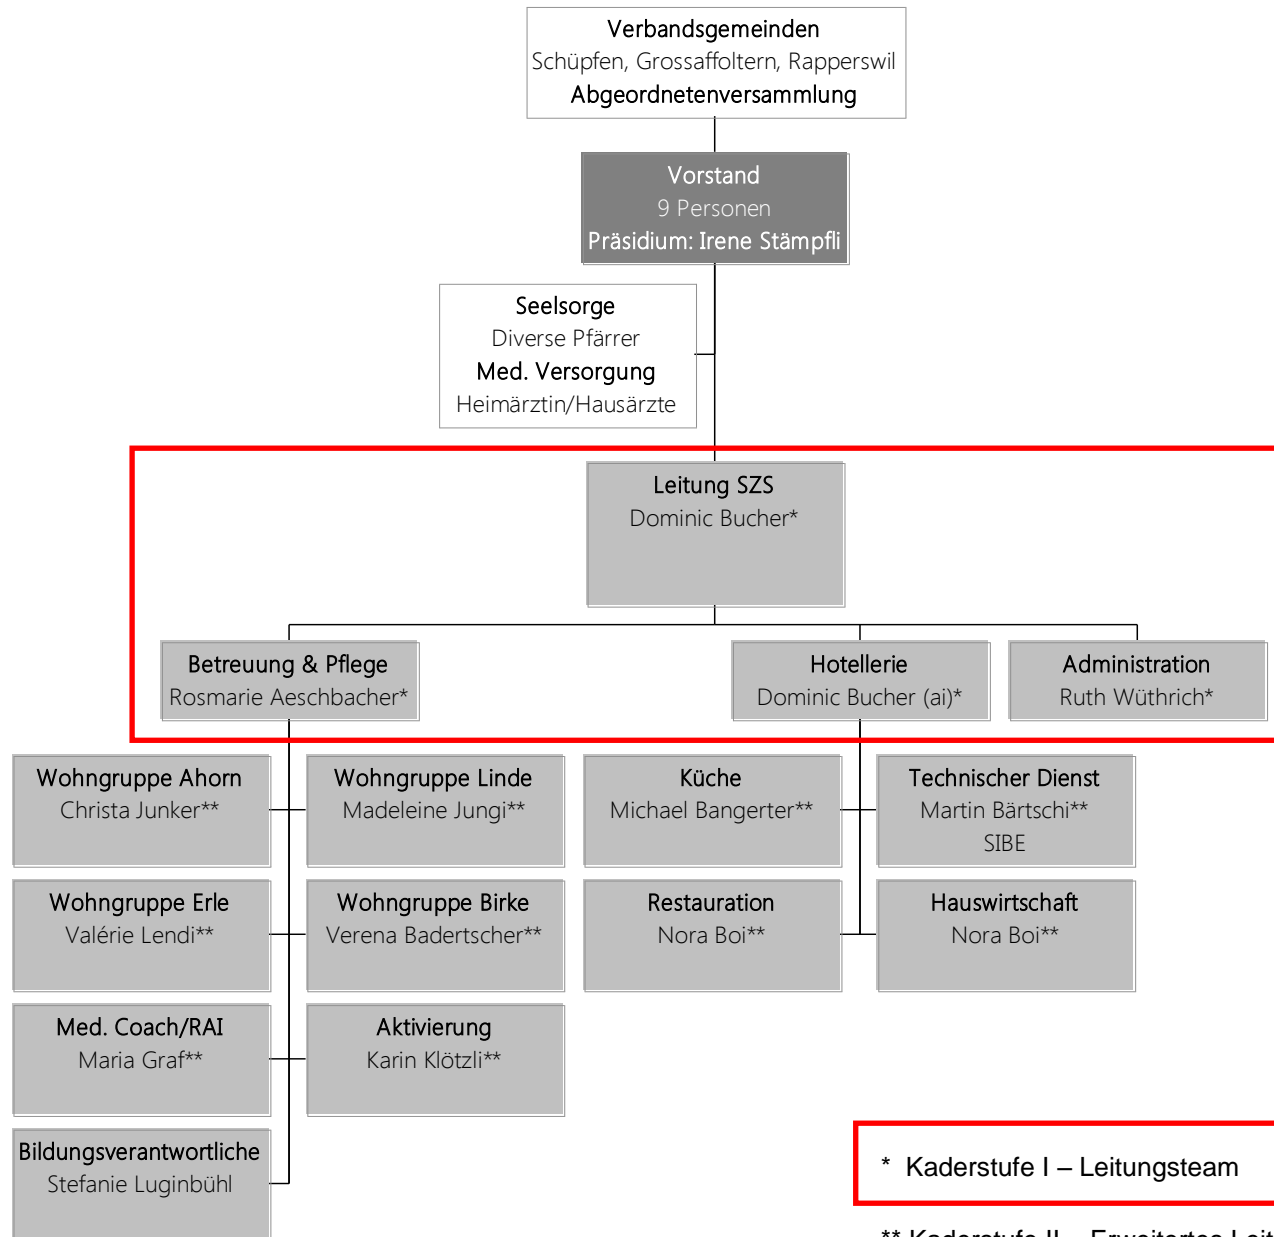 Verbandsgemeinden
Schüpfen, Grossaffoltern, Rapperswil
Abgeordnetenversammlung
Vorstand
9 Personen
Präsidium: Irene Stämpfli
Seelsorge
Diverse Pfärrer
Med. Versorgung
Heimärztin/Hausärzte
Leitung SZS
Dominic Bucher*
Betreuung & Pflege
Rosmarie Aeschbacher*
Hotellerie
Dominic Bucher (ai)*
Administration
Ruth Wüthrich*
Wohngruppe Ahorn
Christa Junker**
Wohngruppe Linde
Madeleine Jungi**
Küche
Michael Bangerter**
Technischer Dienst
Martin Bärtschi**
SIBE
Wohngruppe Erle
Valérie Lendi**
Wohngruppe Birke
Verena Badertscher**
Restauration
Nora Boi**
Hauswirtschaft
Nora Boi**
Med. Coach/RAI
Maria Graf**
Aktivierung
Karin Klötzli**
Bildungsverantwortliche
Stefanie Luginbühl
* Kaderstufe I – Leitungsteam
** Kaderstufe II – Erweitertes